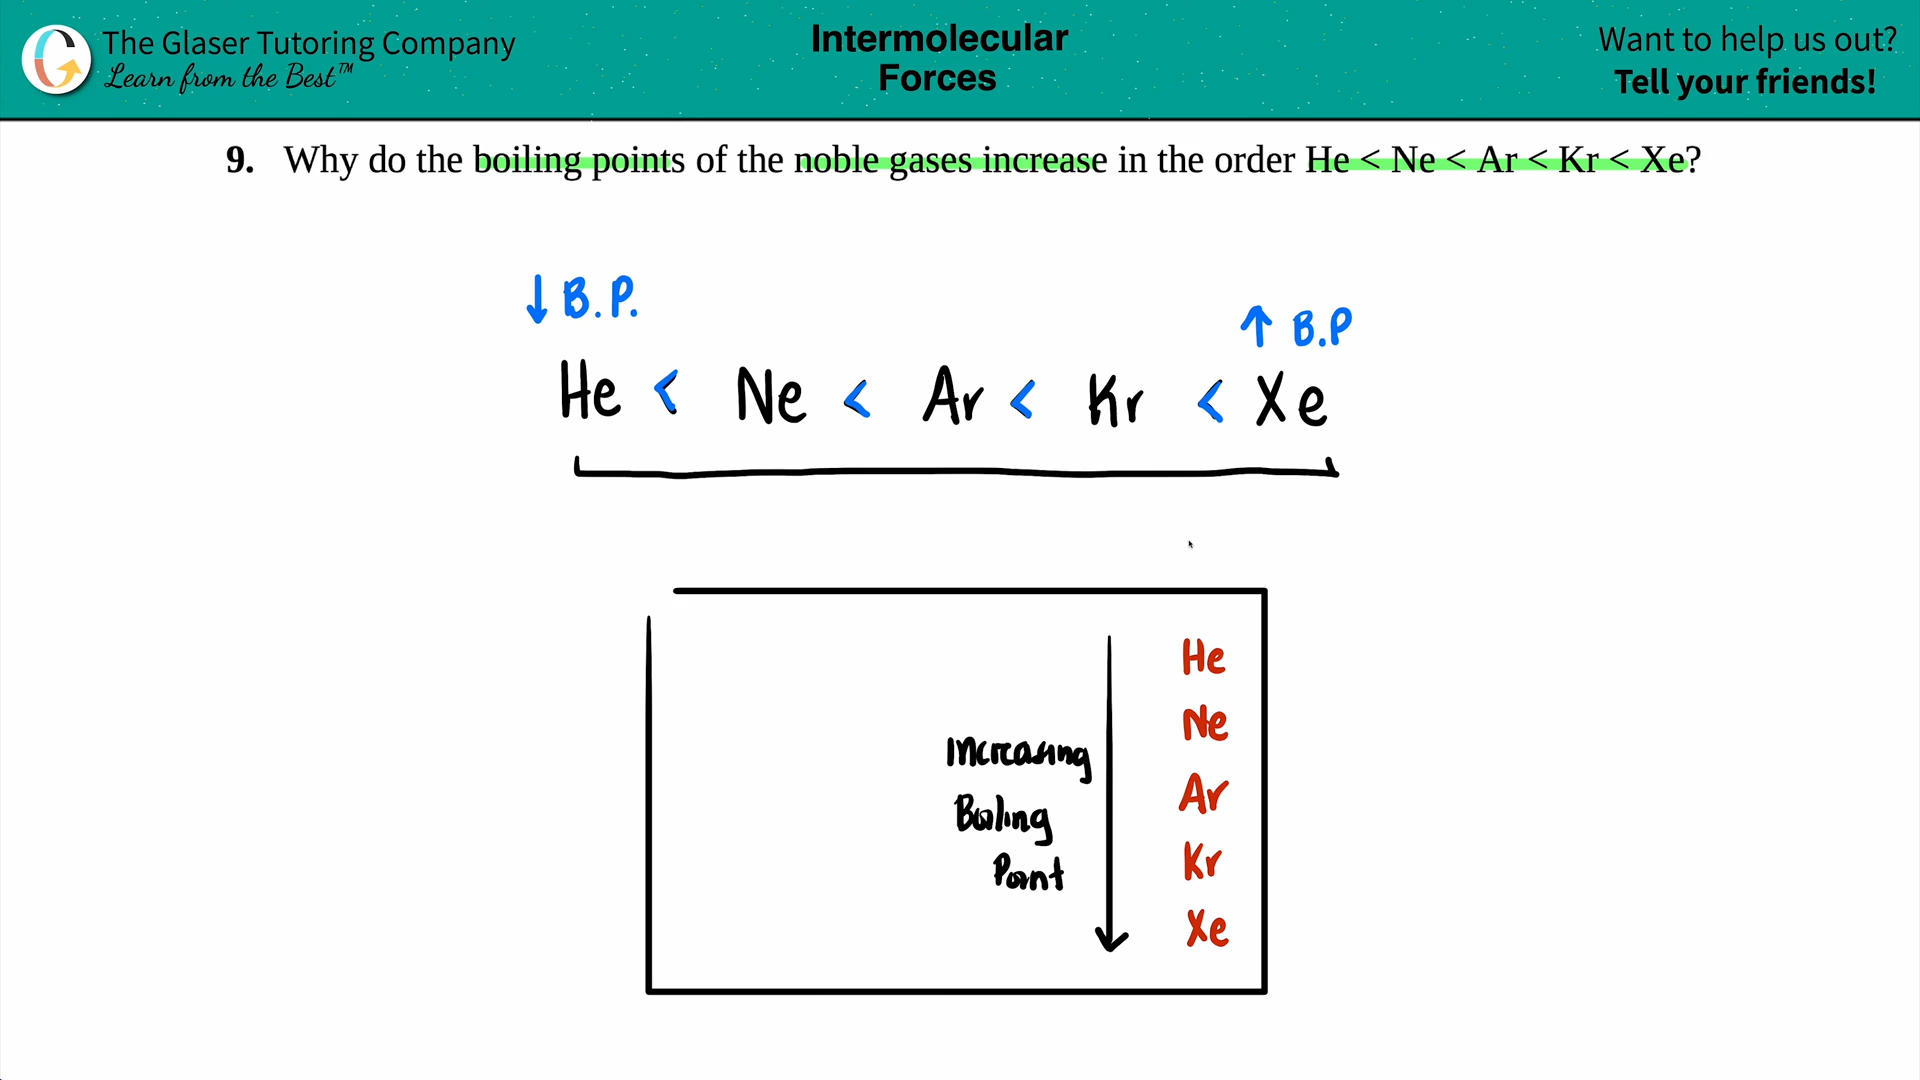 The Glaser Tutoring Company
Learn from the Best™
Intermolecular
Forces
Want to help us out?
Tell your friends!
9. Why do the boiling points of the noble gases increase in the order He < Ne < Ar < Kr < Xe?
↓ B.P.
↑ B.P
He < Ne < Ar < Kr < Xe
He
Ne
Increasing
Ar
Boiling
Kr
Point
Xe